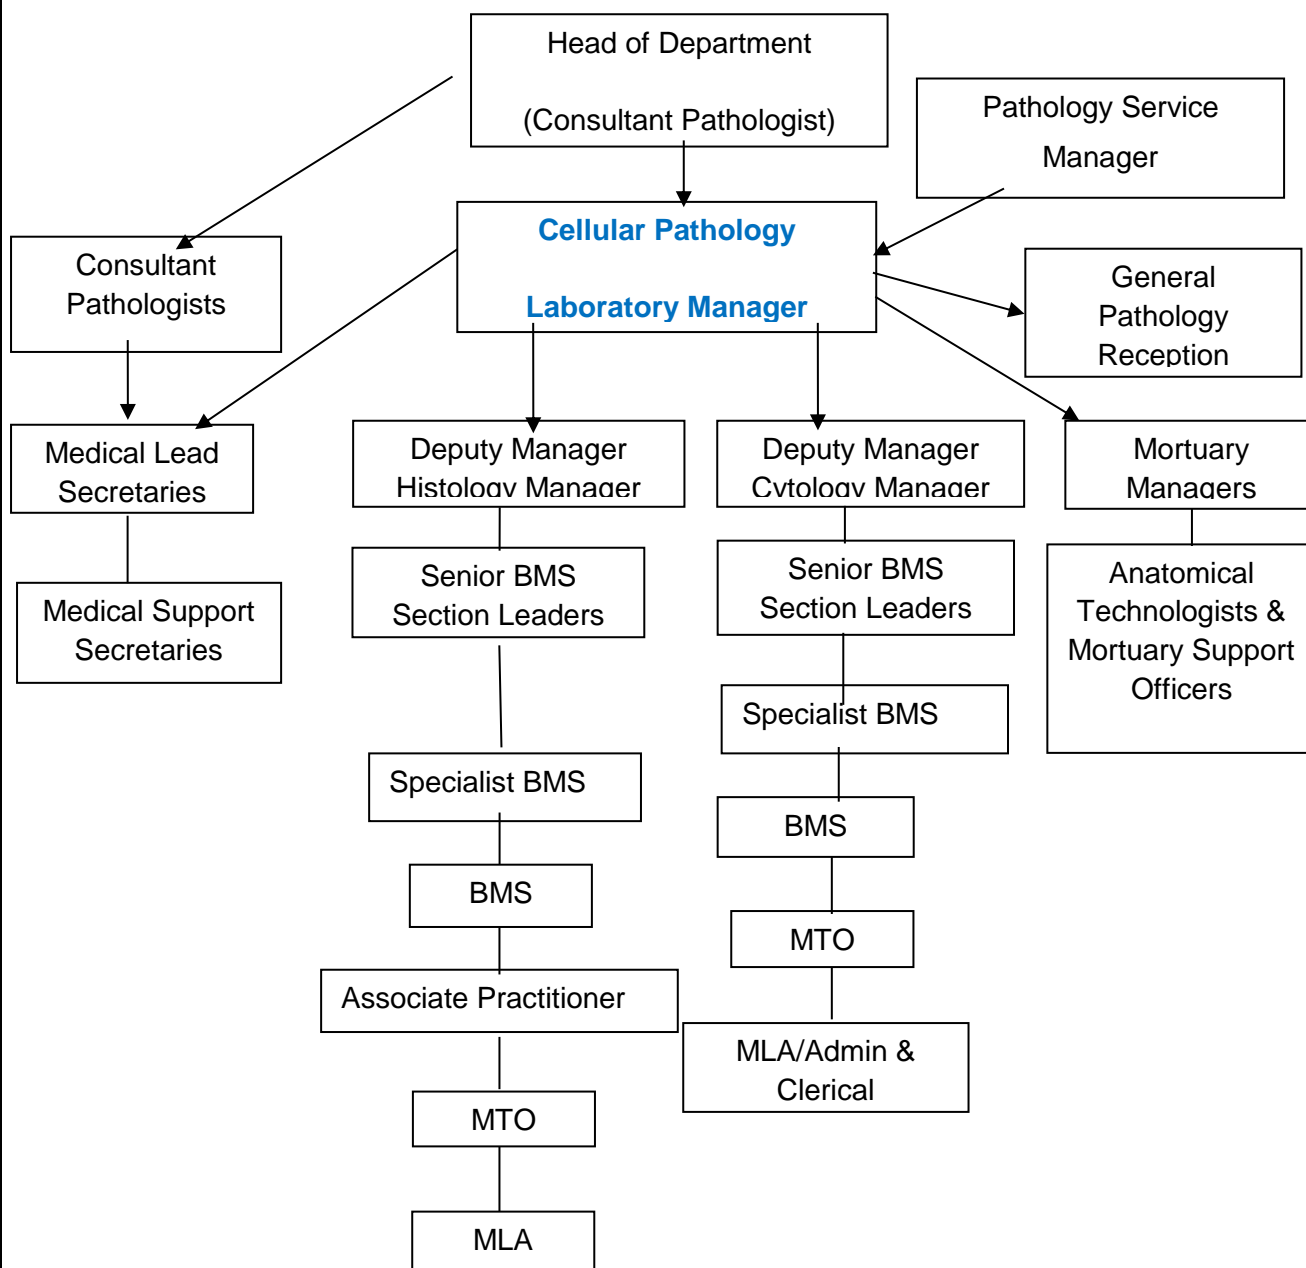 Head of Department
(Consultant Pathologist)
Pathology Service
Manager
Cellular Pathology
Laboratory Manager
Consultant
Pathologists
General
Pathology
Reception
Medical Lead
Secretaries
Deputy Manager
Histology Manager
Deputy Manager
Cytology Manager
Mortuary
Managers
Medical Support
Secretaries
Senior BMS
Section Leaders
Senior BMS
Section Leaders
Anatomical
Technologists &
Mortuary Support
Officers
Specialist BMS
Specialist BMS
BMS
BMS
MTO
Associate Practitioner
MLA/Admin &
Clerical
MTO
MLA